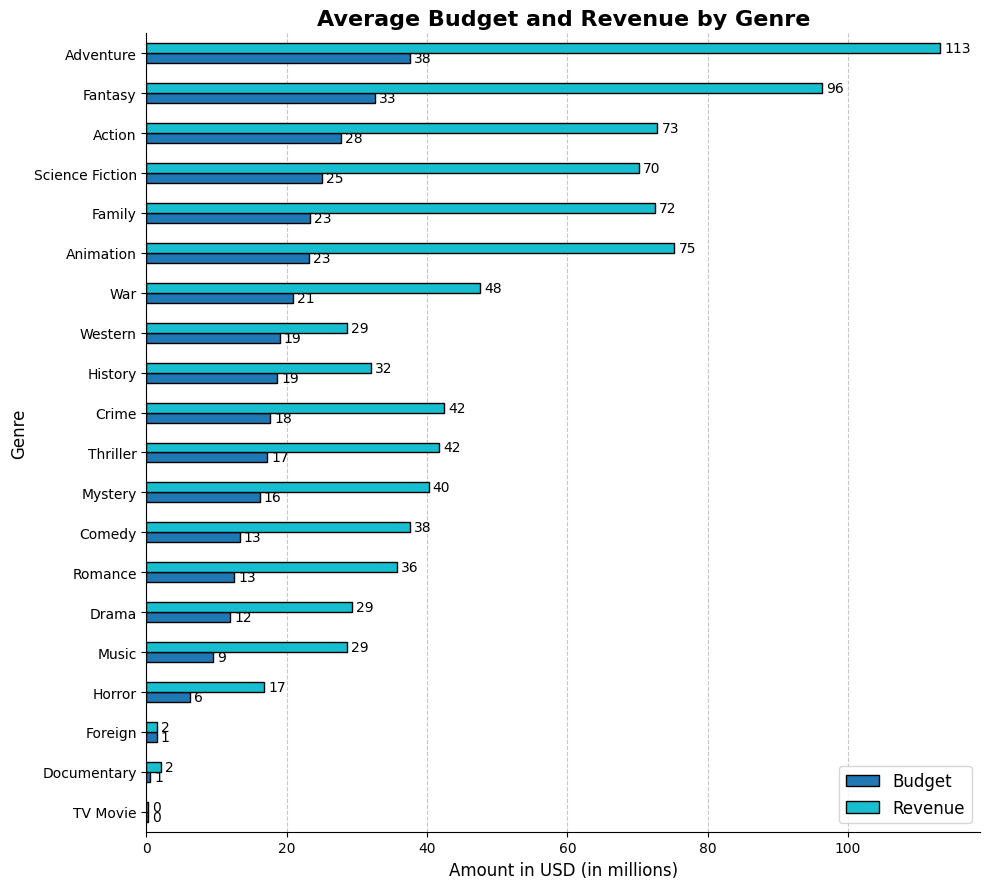 Average Budget and Revenue by Genre
Adventure 113
38
Fantasy 96
33
Action 73
28
Science Fiction 70
25
Family 72
23
Animation 75
23
War 48
21
Western 29
19
History 32
19
Crime 42
18
Thriller 42
17
Mystery 40
16
Comedy 38
13
Romance 36
13
Drama 29
12
Music 29
9
Horror 17
6
Foreign 2
1
Documentary 2
1
TV Movie 0
0
Genre
Budget
Revenue
0 20 40 60 80 100
Amount in USD (in millions)